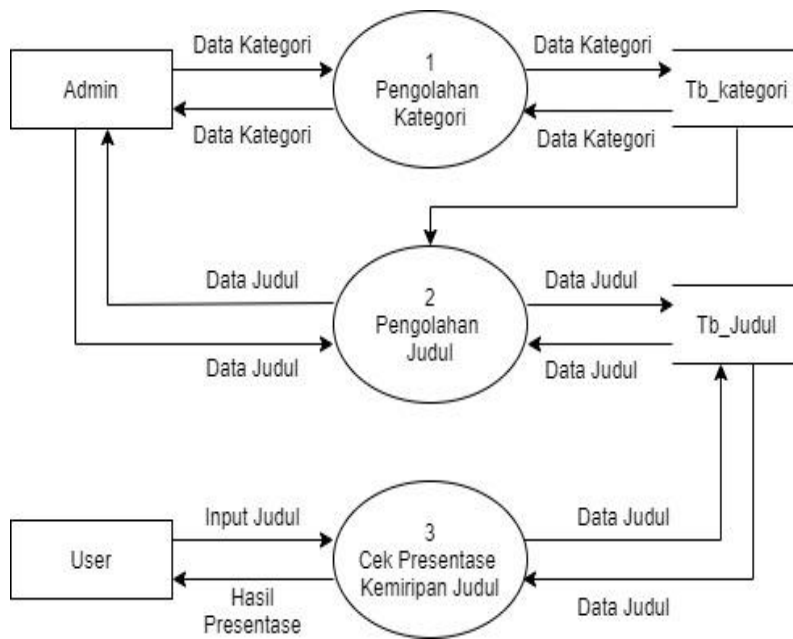 Data Kategori
Data Kategori
1
Pengolahan
Kategori
Admin
Tb_kategori
Data Kategori
Data Kategori
Data Judul
Data Judul
2
Pengolahan
Judul
Tb_Judul
Data Judul
Data Judul
Input Judul
Data Judul
3
Cek Presentase
Kemiripan Judul
User
Hasil
Presentase
Data Judul